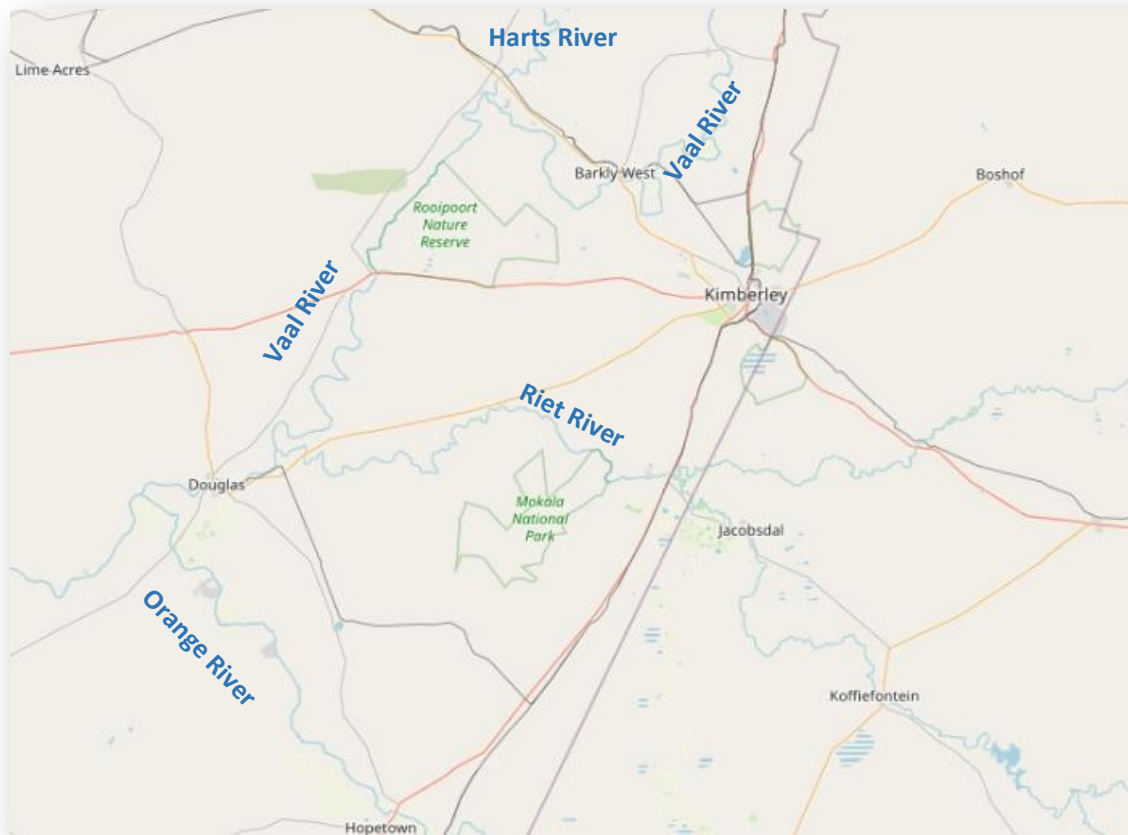 Harts River
Lime Acres
Vaal River
Barkly West
Boshof
Rooipoort
Nature
Reserve
Kimberley
Vaal River
Riet River
Douglas
Mokala
National
Park
Jacobsdal
Orange River
Koffiefontein
Hopetown